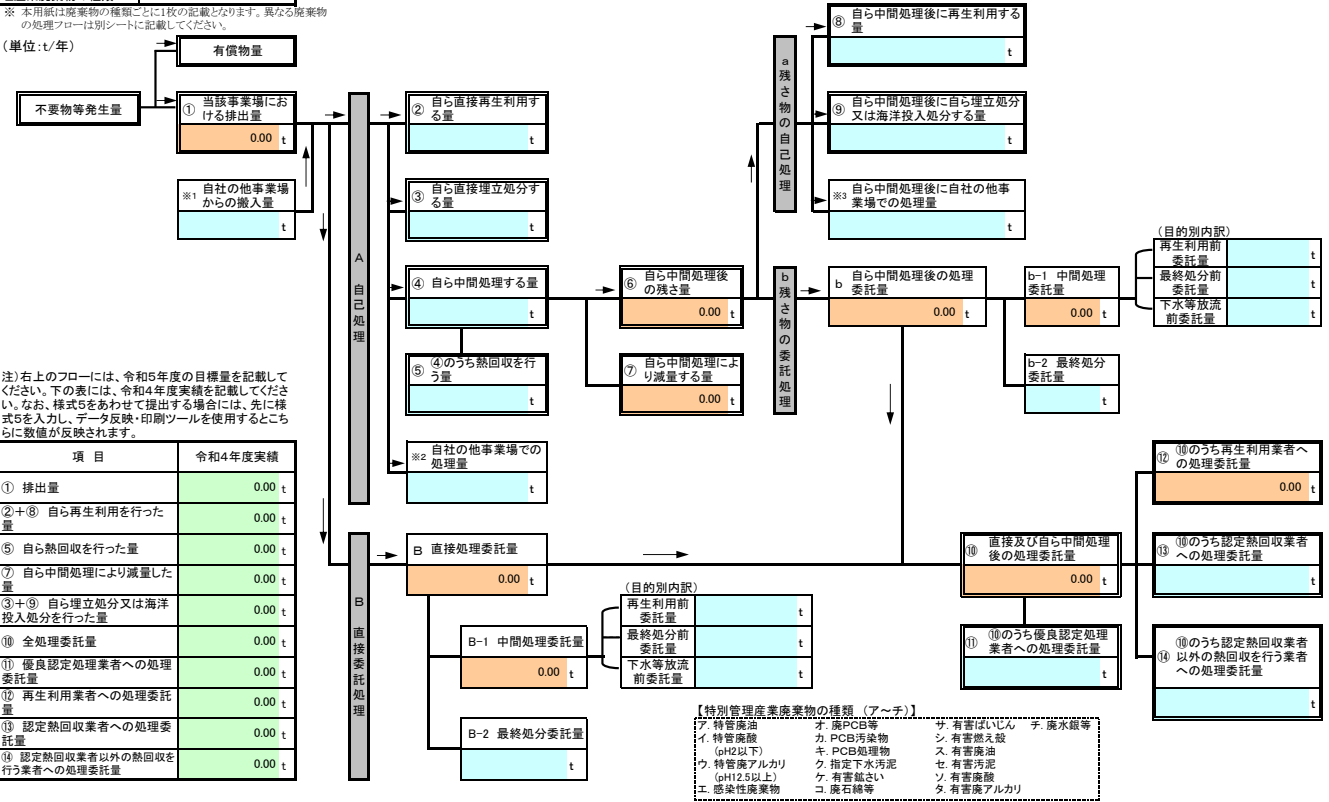 ※ 本用紙は廃棄物の種類ごとに1枚の記載となります。異なる廃棄物
の処理フローは別シートに記載してください。
(単位:t/年)
有償物量
不要物等発生量
① 当該事業場にお
ける排出量
0.00 t
※1 自社の他事業場
からの搬入量
t
A 自己処理
② 自ら直接再生利用す
る量
t
③ 自ら直接埋立処分す
る量
t
④ 自ら中間処理する量
t
⑤ ④のうち熱回収を行
う量
t
※2 自社の他事業場での
処理量
t
⑥ 自ら中間処理後
の残さ量
0.00 t
⑦ 自ら中間処理によ
り減量する量
0.00 t
a 残さ物の自己処理
⑧ 自ら中間処理後に再生利用する
量
t
⑨ 自ら中間処理後に自ら埋立処分
又は海洋投入処分する量
t
※3 自ら中間処理後に自社の他事
業場での処理量
t
b 残さ物の委託処理
b 自ら中間処理後の処理
委託量
0.00 t
b-1 中間処理
委託量
0.00 t
(目的別内訳)
再生利用前
委託量
t
最終処分前
委託量
t
下水等放流
前委託量
t
b-2 最終処分
委託量
t
注)右上のフローには、令和5年度の目標量を記載して
ください。下の表には、令和4年度実績を記載してくださ
い。なお、様式5をあわせて提出する場合には、先に様
式5を入力し、データ反映・印刷ツールを使用するとこち
らに数値が反映されます。
項 目 令和4年度実績
① 排出量 0.00 t
②+⑧ 自ら再生利用を行った
量 0.00 t
⑤ 自ら熱回収を行った量 0.00 t
⑦ 自ら中間処理により減量した
量 0.00 t
③+⑨ 自ら埋立処分又は海洋
投入処分を行った量 0.00 t
⑩ 全処理委託量 0.00 t
⑪ 優良認定処理業者への処理
委託量 0.00 t
⑫ 再生利用業者への処理委託
量 0.00 t
⑬ 認定熱回収業者への処理委
託量 0.00 t
⑭ 認定熱回収業者以外の熱回収を
行う業者への処理委託量 0.00 t
B 直接委託処理
B 直接処理委託量
0.00 t
B-1 中間処理委託量
0.00 t
(目的別内訳)
再生利用前
委託量
t
最終処分前
委託量
t
下水等放流
前委託量
t
B-2 最終処分委託量
t
⑩ 直接及び自ら中間処理
後の処理委託量
0.00 t
⑪ ⑩のうち優良認定処理
業者への処理委託量
t
⑫ ⑩のうち再生利用業者へ
の処理委託量
0.00 t
⑬ ⑩のうち認定熱回収業者
への処理委託量
t
⑭ ⑩のうち認定熱回収業者
以外の熱回収を行う業者
への処理委託量
t
【特別管理産業廃棄物の種類 (ア~チ)】
ア. 特管廃油 オ. 廃PCB等 サ. 有害ばいじん チ. 廃水銀等
イ. 特管廃酸 カ. PCB汚染物 シ. 有害燃え殻
(pH2以下) キ. PCB処理物 ス. 有害廃油
ウ. 特管廃アルカリ ク. 指定下水汚泥 セ. 有害汚泥
(pH12.5以上) ケ. 有害鉱さい ソ. 有害廃酸
エ. 感染性廃棄物 コ. 廃石綿等 タ. 有害廃アルカリ